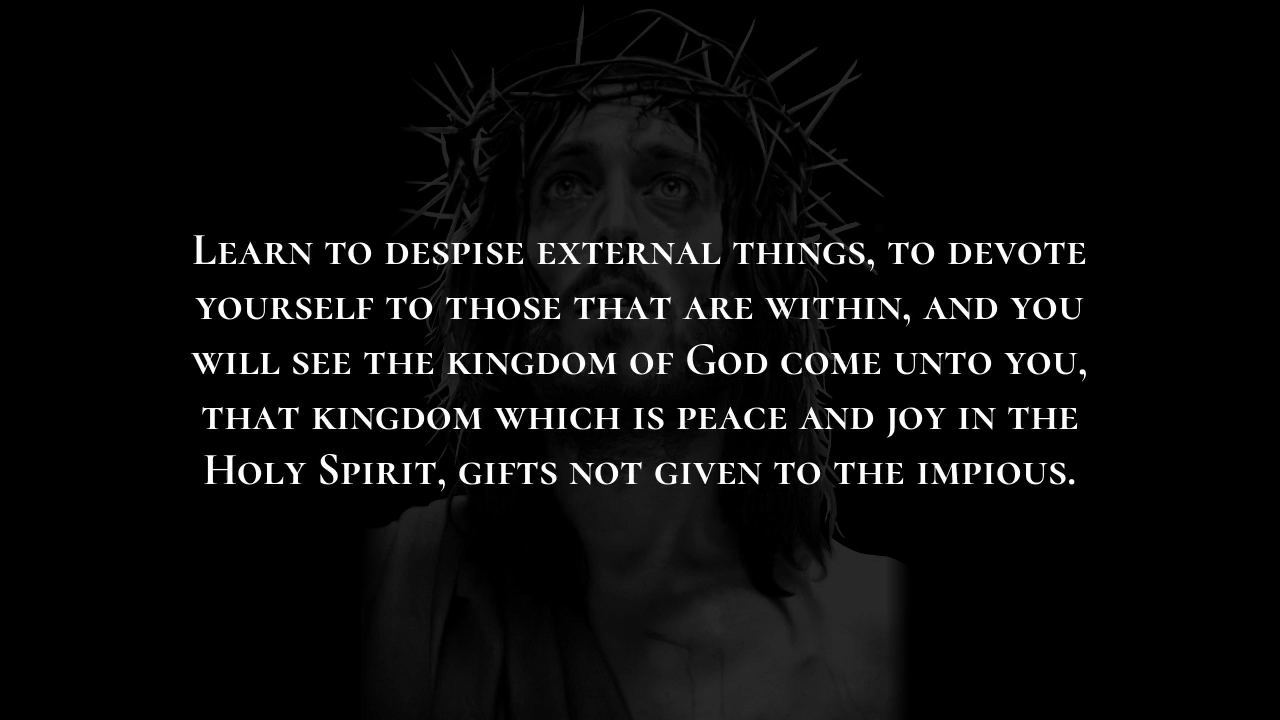 Learn to despise external things, to devote
yourself to those that are within, and you
will see the kingdom of God come unto you,
that kingdom which is peace and joy in the
Holy Spirit, gifts not given to the impious.